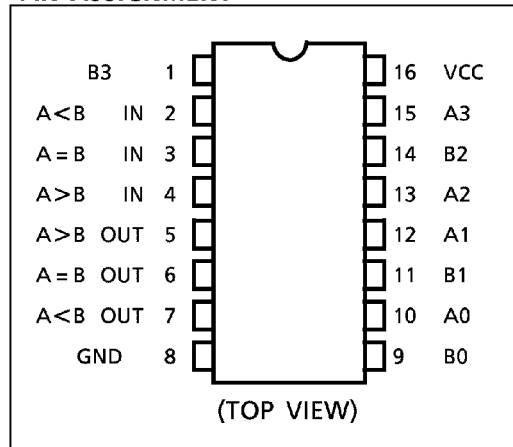 PIN ASSIGNMENT
B3 1 16 VCC
A<B IN 2 15 A3
A=B IN 3 14 B2
A>B IN 4 13 A2
A>B OUT 5 12 A1
A=B OUT 6 11 B1
A<B OUT 7 10 A0
GND 8 9 B0
(TOP VIEW)